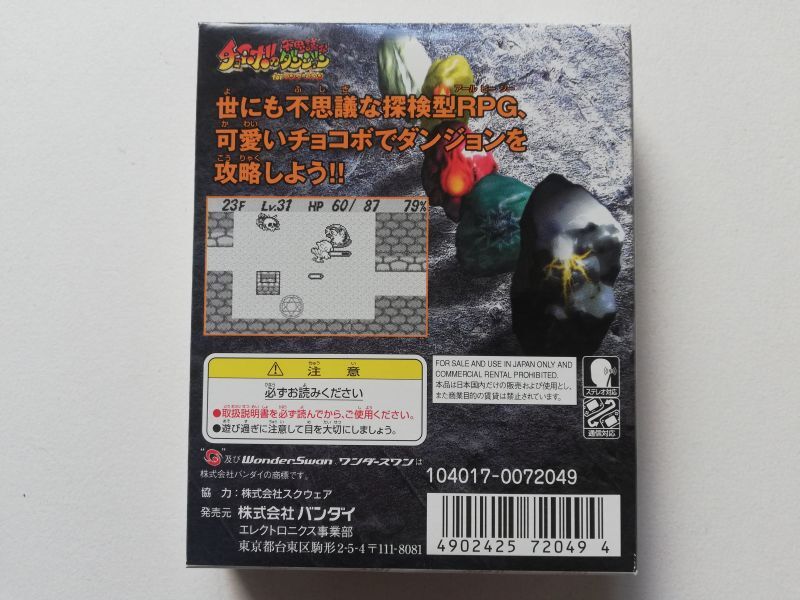 チョコボの
不思議な
ダンジョン
for WonderSwan
世にも不思議な探検型RPG、
可愛いチョコボでダンジョンを
攻略しよう!!
23F Lv.31 HP 60/ 87 79%
⚠ 注意
必ずお読みください
●取扱説明書を必ず読んでから、ご使用ください。
●遊び過ぎに注意して目を大切にしましょう。
FOR SALE AND USE IN JAPAN ONLY AND
COMMERCIAL RENTAL PROHIBITED.
本品は日本国内だけの販売および使用とし、
また商業目的の賃貸は禁止されています。
ステレオ対応
通信対応
" " 及び WonderSwan、ワンダースワン は
株式会社バンダイの商標です。
104017-0072049
協 力：株式会社スクウェア
発売元 株式会社 バンダイ
エレクトロニクス事業部
東京都台東区駒形2-5-4 〒111-8081
4902425 72049 4